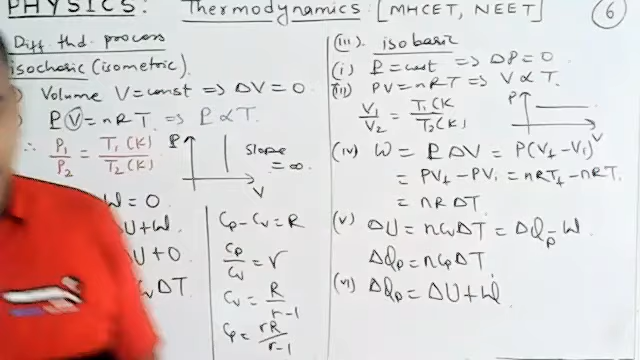 PHYSICS: Thermodynamics: [MHCET, NEET] 6
Diff thd. process
isochoric (isometric).
Volume V=const => ΔV = 0
PV = nRT => P ∝ T.
∴ P1/P2 = T1(K)/T2(K)
P
V
slope = ∞
W = 0
U+W
U+0
ΔT
Cp - Cv = R
Cp/Cv = r
Cv = R/r-1
Cp = rR/r-1
(iii). isobaric
(i) P = const => ΔP = 0
(ii) PV = nRT => V ∝ T.
V1/V2 = T1(K/T2(K)
P
V
(iv) W = PΔV = P(Vf - Vi)
= PVf - PVi = nRTf - nRTi
= nRΔT
(v) ΔU = nCvΔT = ΔQp - W
ΔQp = nCpΔT
(vi) ΔQp = ΔU + W